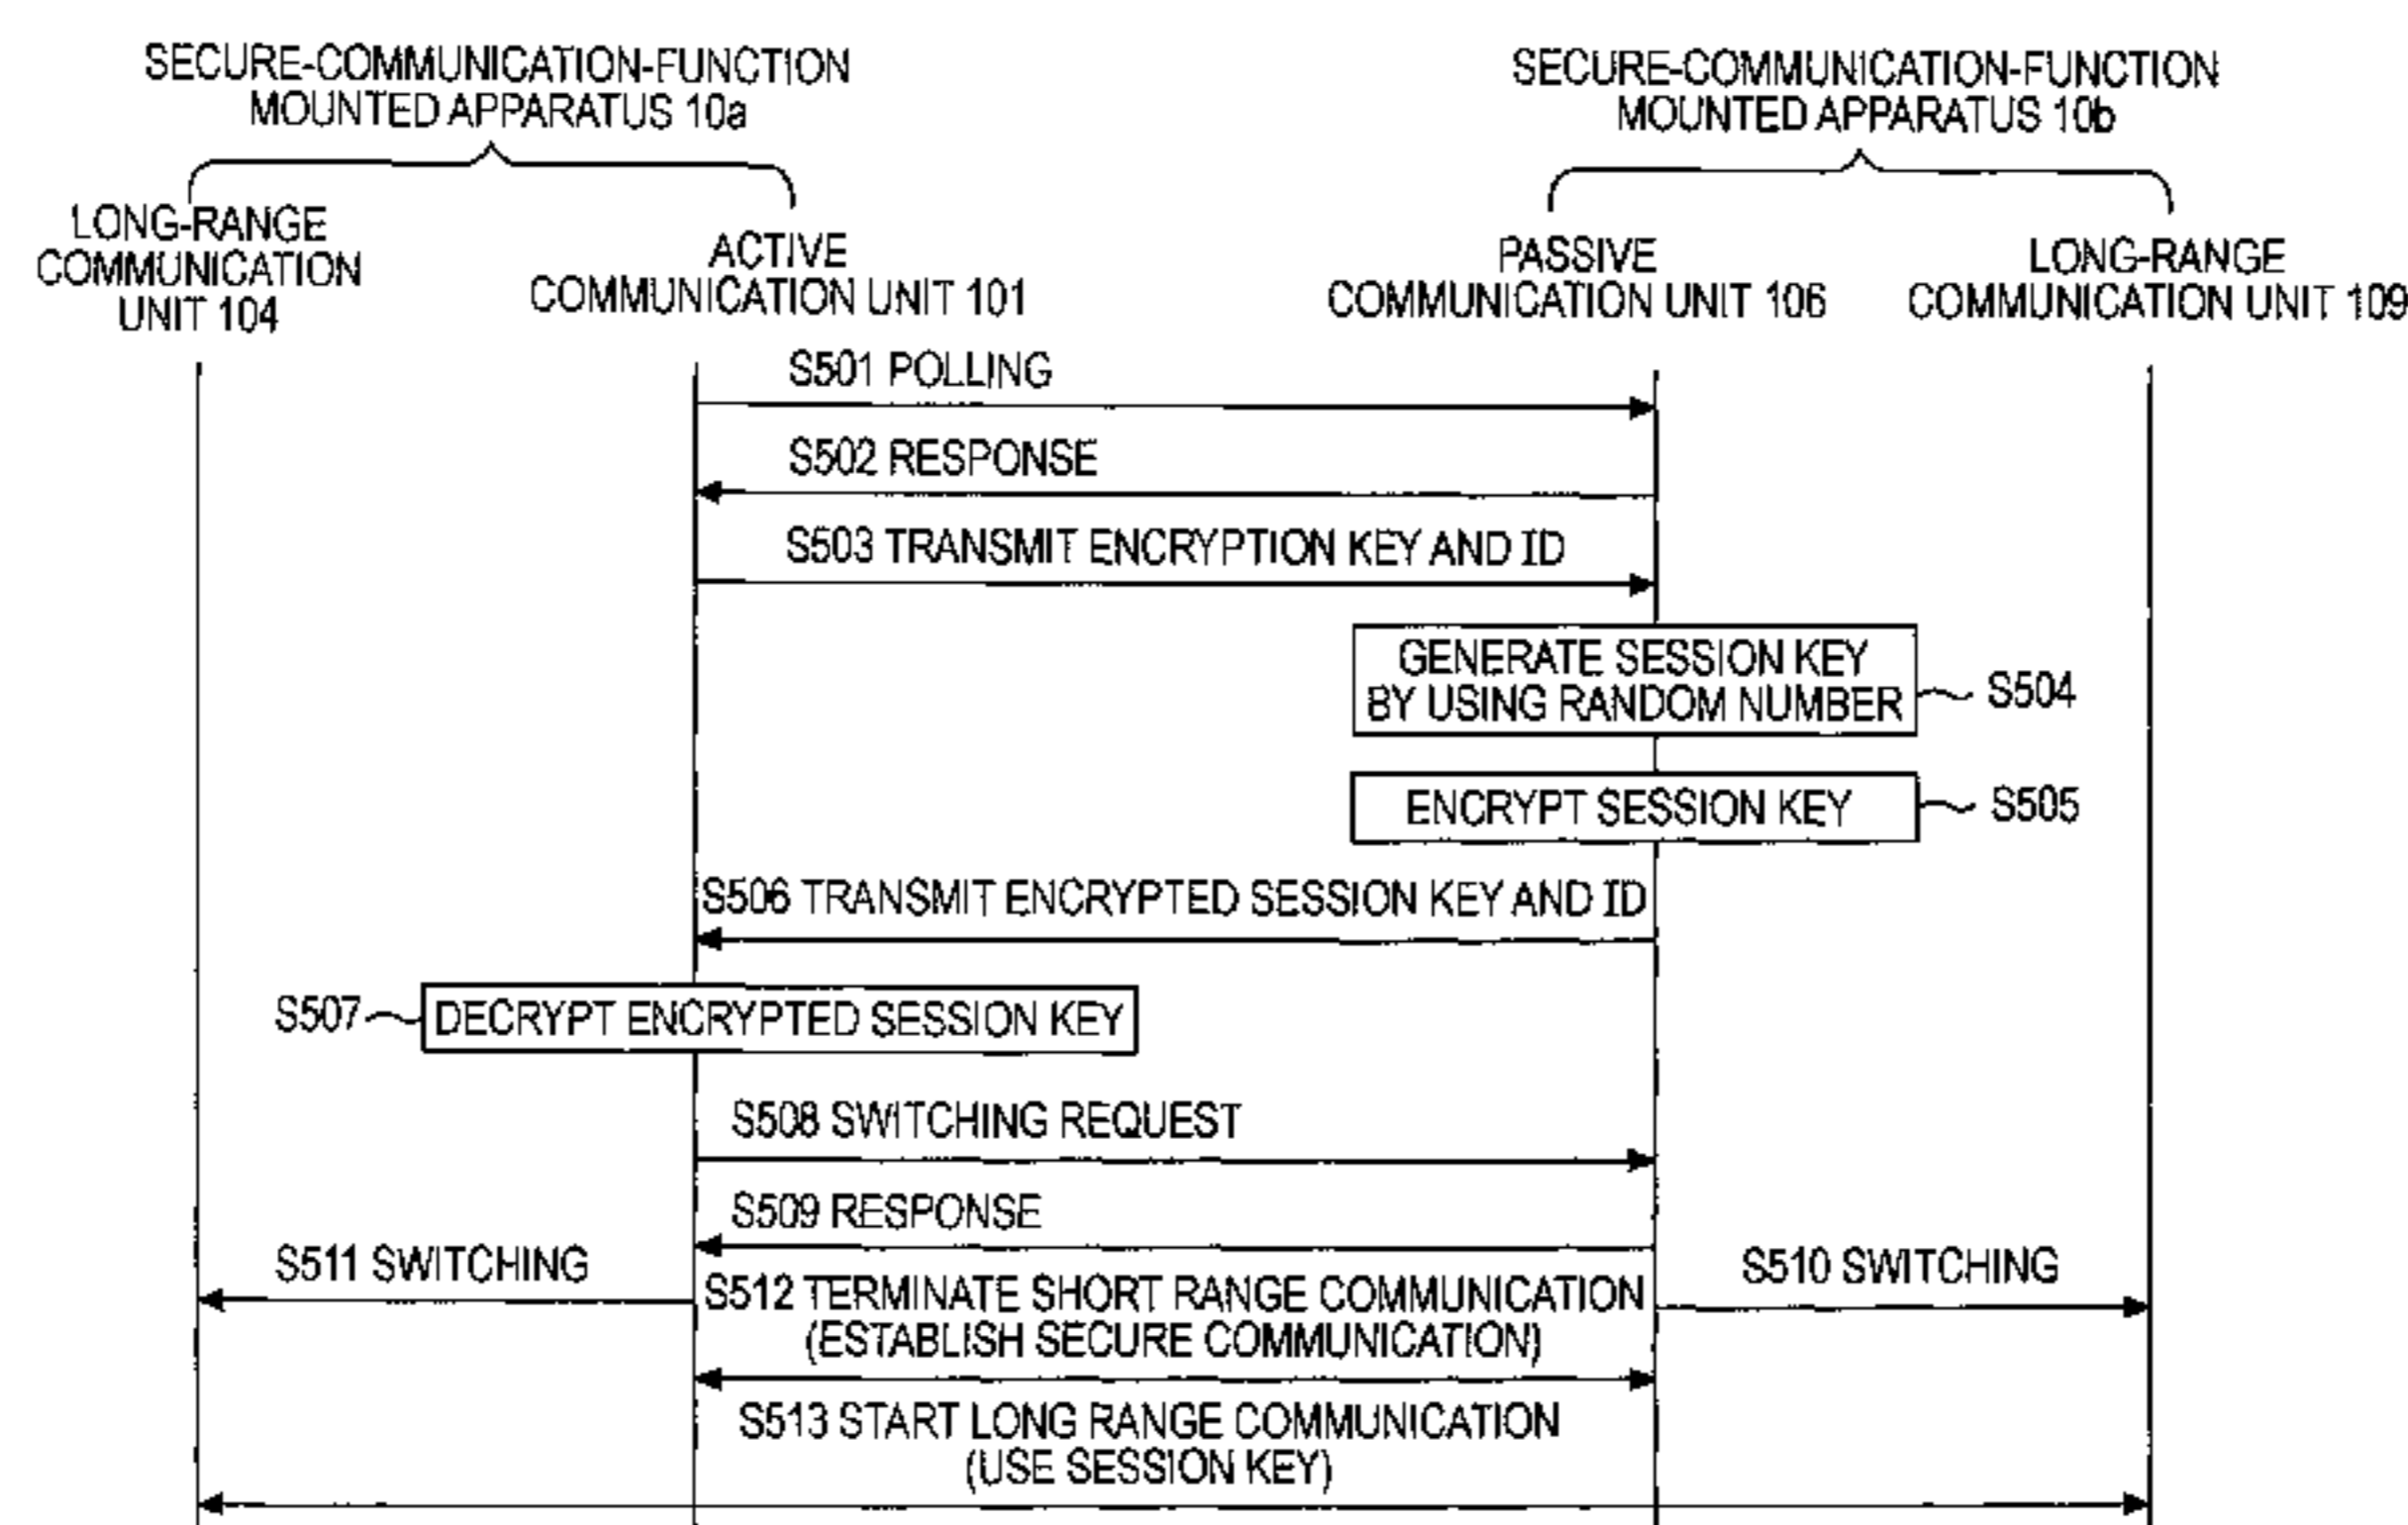 SECURE-COMMUNICATION-FUNCTION
MOUNTED APPARATUS 10a
SECURE-COMMUNICATION-FUNCTION
MOUNTED APPARATUS 10b
LONG-RANGE
COMMUNICATION
UNIT 104
ACTIVE
COMMUNICATION UNIT 101
PASSIVE
COMMUNICATION UNIT 106
LONG-RANGE
COMMUNICATION UNIT 109
S501 POLLING
S502 RESPONSE
S503 TRANSMIT ENCRYPTION KEY AND ID
GENERATE SESSION KEY
BY USING RANDOM NUMBER
S504
ENCRYPT SESSION KEY
S505
S506 TRANSMIT ENCRYPTED SESSION KEY AND ID
S507
DECRYPT ENCRYPTED SESSION KEY
S508 SWITCHING REQUEST
S509 RESPONSE
S511 SWITCHING
S510 SWITCHING
S512 TERMINATE SHORT RANGE COMMUNICATION
(ESTABLISH SECURE COMMUNICATION)
S513 START LONG RANGE COMMUNICATION
(USE SESSION KEY)